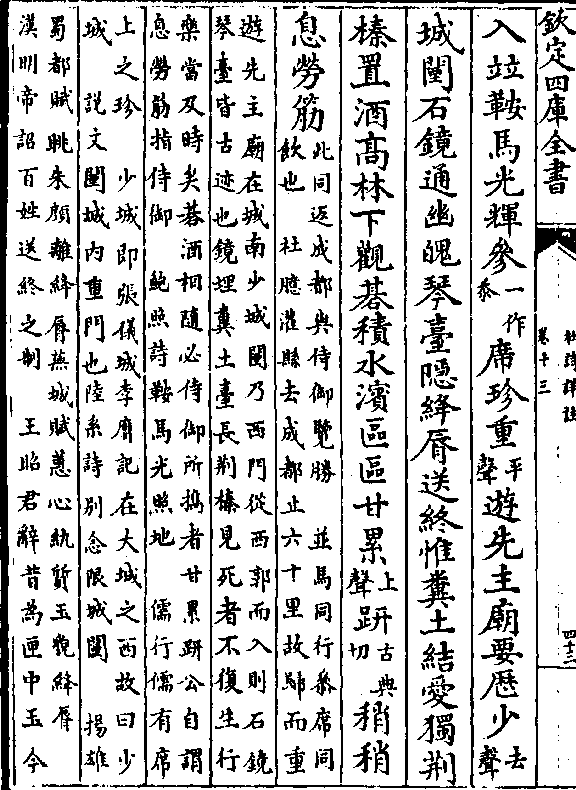 欽定四庫全書
杜詩詳註
卷十三
四十三
入竝鞍馬光輝參一作叅席珍重平聲遊先主廟要歷少去聲
城闉石鏡通幽魄琴臺隱絳脣送終惟糞土結愛獨荆
榛置酒高林下觀碁積水濱區區甘累上聲趼古典切稍稍
息勞筋此同返成都與侍御覽勝 並馬同行叅席同
飲也 杜臆灌縣去成都止六十里故歸而重
遊先主廟在城南少城闉乃西門從西郭而入則石鏡
琴臺皆古迹也鏡埋糞土臺長荆榛見死者不復生行
樂當及時矣碁酒相隨必侍御所攜者甘累趼公自謂
息勞筋指侍御 鮑照詩鞍馬光照地 儒行儒有席
上之珍 少城即張儀城李膺記在大城之西故曰少
城 說文闉城内重門也陸系詩别念限城闉 揚雄
蜀都賦眺朱顔離絳脣蕪城賦蕙心紈質玉貌絳脣
漢明帝詔百姓送終之制 王昭君辭昔為匣中玉今